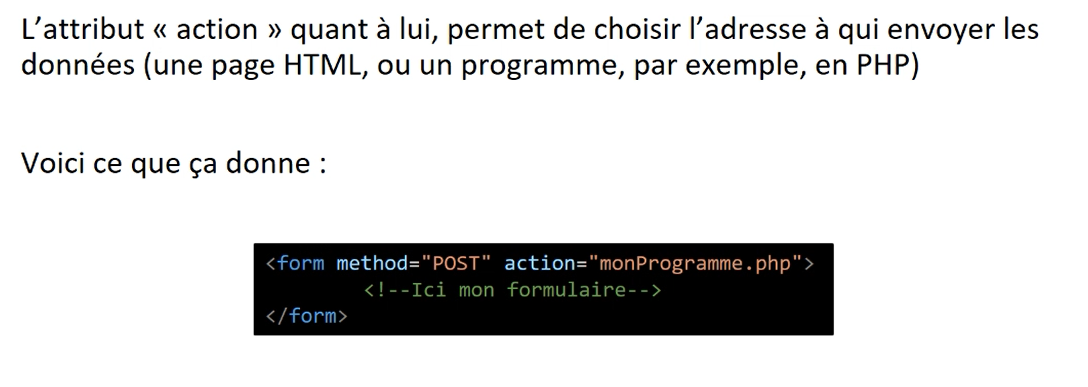 L’attribut « action » quant à lui, permet de choisir l’adresse à qui envoyer les
données (une page HTML, ou un programme, par exemple, en PHP)
Voici ce que ça donne :
<form method="POST" action="monProgramme.php">
<!--Ici mon formulaire-->
</form>